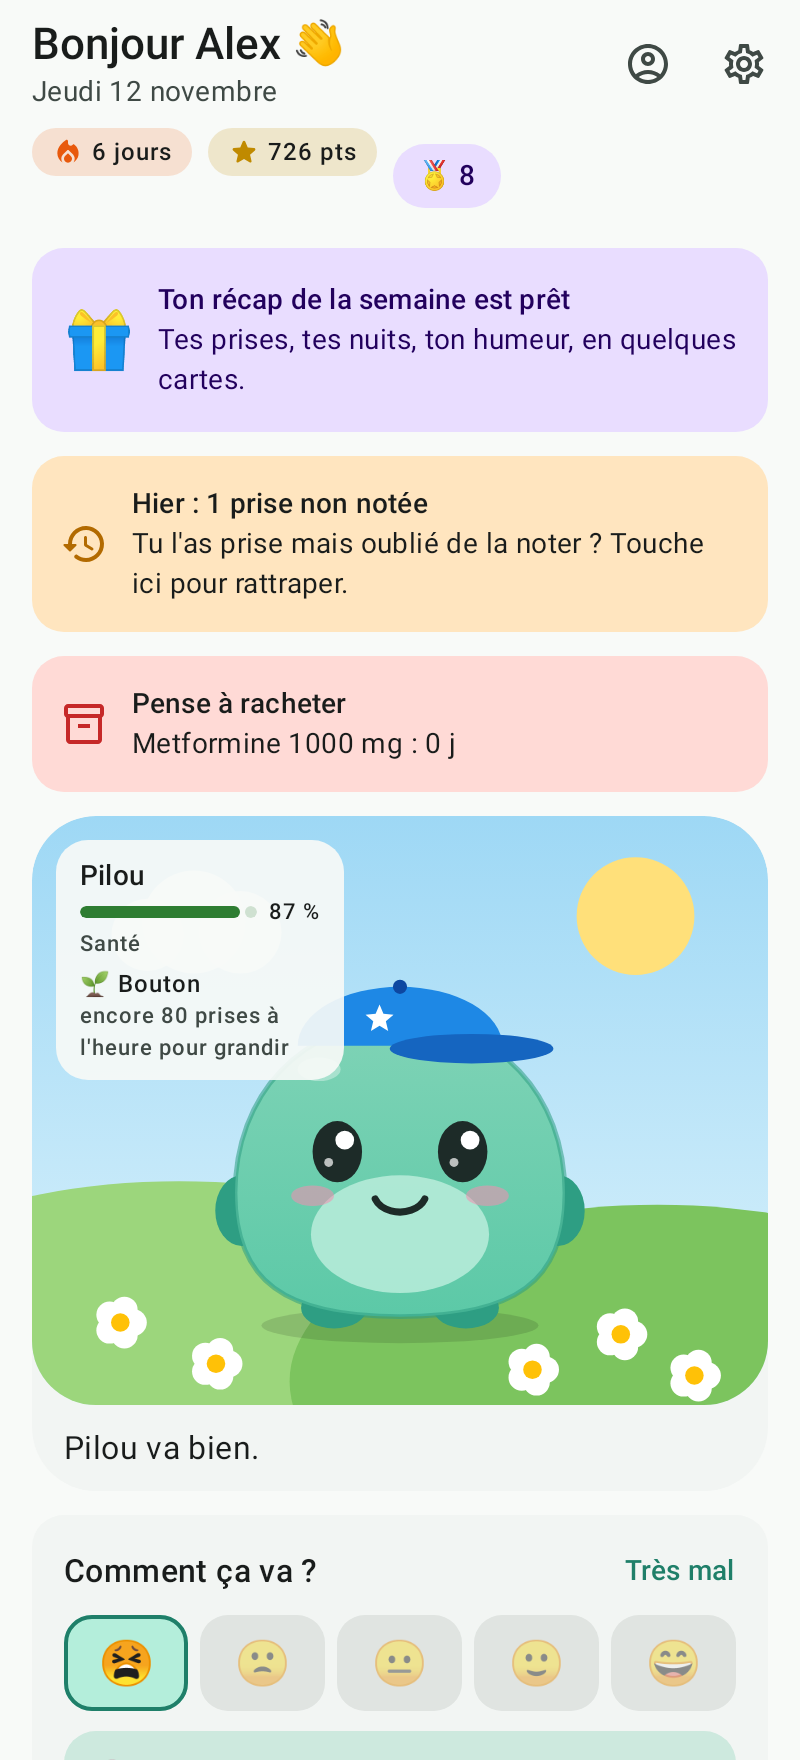 Bonjour Alex 👋
Jeudi 12 novembre
6 jours
726 pts
🏅 8
Ton récap de la semaine est prêt
Tes prises, tes nuits, ton humeur, en quelques
cartes.
Hier : 1 prise non notée
Tu l'as prise mais oublié de la noter ? Touche
ici pour rattraper.
Pense à racheter
Metformine 1000 mg : 0 j
Pilou
87 %
Santé
🌱 Bouton
encore 80 prises à
l'heure pour grandir
Pilou va bien.
Comment ça va ?
Très mal